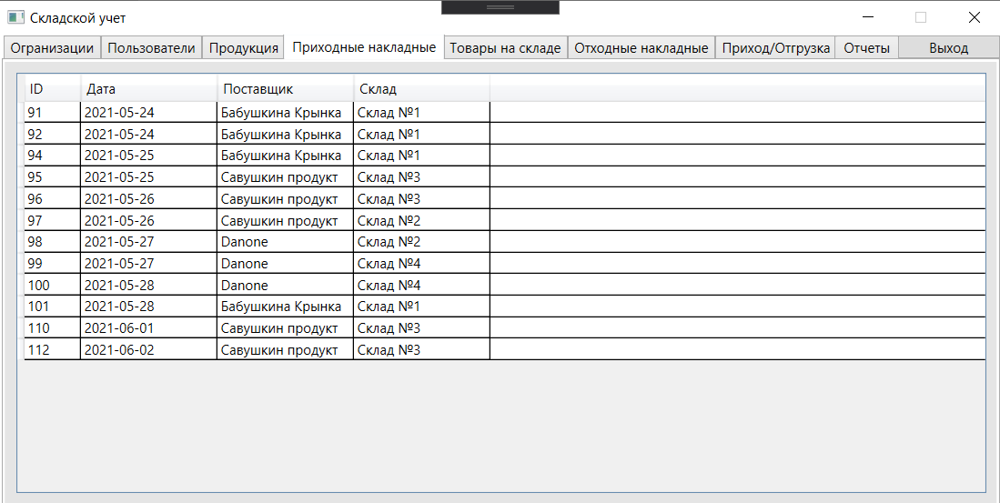 Складской учет
Огранизации Пользователи Продукция Приходные накладные Товары на складе Отходные накладные Приход/Отгрузка Отчеты Выход
ID Дата Поставщик Склад
91 2021-05-24 Бабушкина Крынка Склад №1
92 2021-05-24 Бабушкина Крынка Склад №1
94 2021-05-25 Бабушкина Крынка Склад №1
95 2021-05-25 Савушкин продукт Склад №3
96 2021-05-26 Савушкин продукт Склад №3
97 2021-05-26 Савушкин продукт Склад №2
98 2021-05-27 Danone Склад №2
99 2021-05-27 Danone Склад №4
100 2021-05-28 Danone Склад №4
101 2021-05-28 Бабушкина Крынка Склад №1
110 2021-06-01 Савушкин продукт Склад №3
112 2021-06-02 Савушкин продукт Склад №3